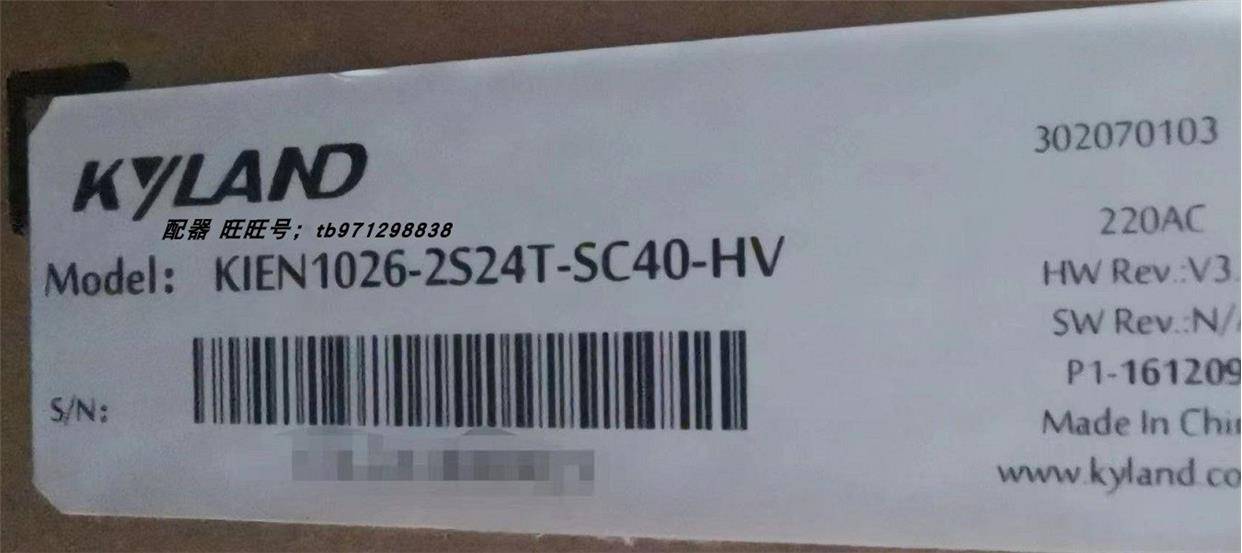 KYLAND
配器 旺旺号；tb971298838
Model: KIEN1026-2S24T-SC40-HV
S/N:
302070103
220AC
HW Rev.:V3.
SW Rev.:N/A
P1-161209
Made In Chin
www.kyland.co